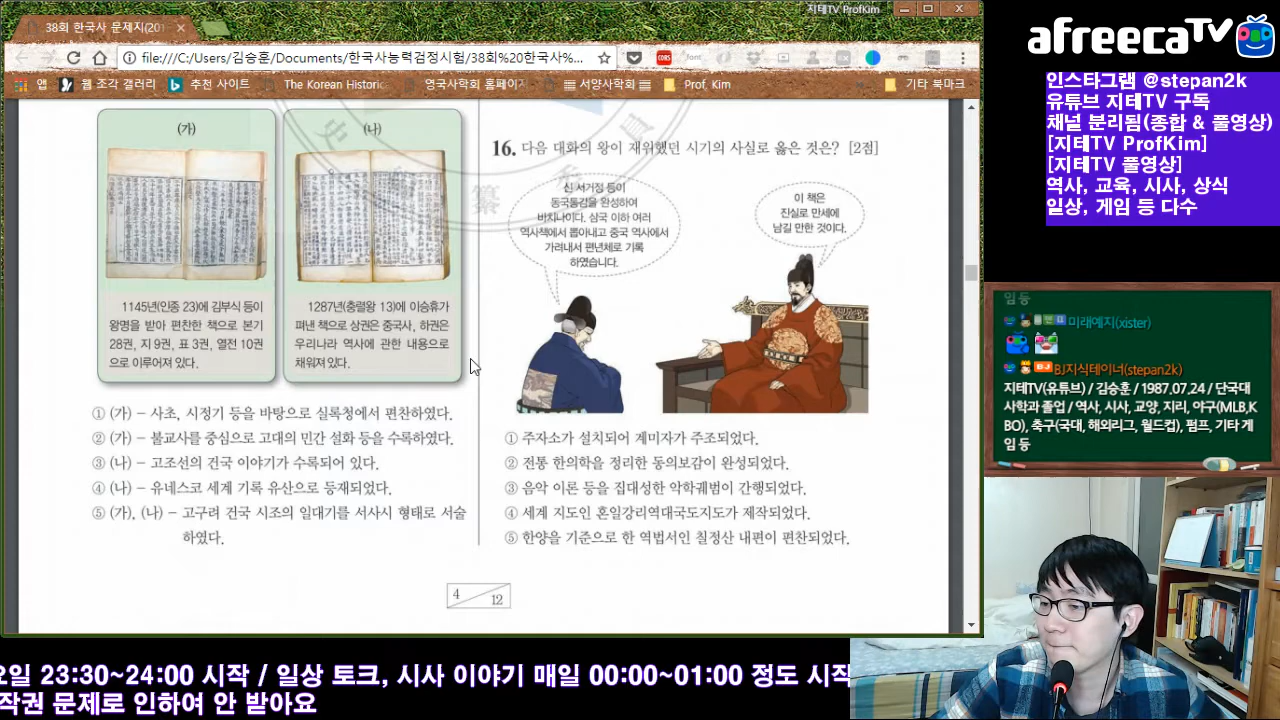 지테TV ProfKim
38회 한국사 문제지(201
file:///C:/Users/김승훈/Documents/한국사능력검정시험/38회%20한국사%...
앱
웹 조각 갤러리
추천 사이트
The Korean Historic
영국사학회 홈페이지
서양사학회
Prof. Kim
기타 북마크
(가)
(나)
1145년(인종 23)에 김부식 등이
왕명을 받아 편찬한 책으로 본기
28권, 지 9권, 표 3권, 열전 10권
으로 이루어져 있다.
1287년(충렬왕 13)에 이승휴가
펴낸 책으로 상권은 중국사, 하권은
우리나라 역사에 관한 내용으로
채워져 있다.
① (가) – 사초, 시정기 등을 바탕으로 실록청에서 편찬하였다.
② (가) – 불교사를 중심으로 고대의 민간 설화 등을 수록하였다.
③ (나) – 고조선의 건국 이야기가 수록되어 있다.
④ (나) – 유네스코 세계 기록 유산으로 등재되었다.
⑤ (가), (나) – 고구려 건국 시조의 일대기를 서사시 형태로 서술
하였다.
16. 다음 대화의 왕이 재위했던 시기의 사실로 옳은 것은? [2점]
신 서거정 등이
동국통감을 완성하여
바치나이다. 삼국 이하 여러
역사책에서 뽑아내고 중국 역사에서
가려내서 편년체로 기록
하였습니다.
이 책은
진실로 만세에
남길 만한 것이다.
① 주자소가 설치되어 계미자가 주조되었다.
② 전통 한의학을 정리한 동의보감이 완성되었다.
③ 음악 이론 등을 집대성한 악학궤범이 간행되었다.
④ 세계 지도인 혼일강리역대국도지도가 제작되었다.
⑤ 한양을 기준으로 한 역법서인 칠정산 내편이 편찬되었다.
4
12
afreecaTV
인스타그램 @stepan2k
유튜브 지테TV 구독
채널 분리됨(종합 & 풀영상)
[지테TV ProfKim]
[지테TV 풀영상]
역사, 교육, 시사, 상식
일상, 게임 등 다수
임 등
미래예지(xister)
BJ지식테이너(stepan2k)
지테TV(유튜브) / 김승훈 / 1987.07.24 / 단국대
사학과 졸업 / 역사, 시사, 교양, 지리, 야구(MLB,K
BO), 축구(국대, 해외리그, 월드컵), 펌프, 기타 게
임 등
요일 23:30~24:00 시작 / 일상 토크, 시사 이야기 매일 00:00~01:00 정도 시작
작권 문제로 인하여 안 받아요